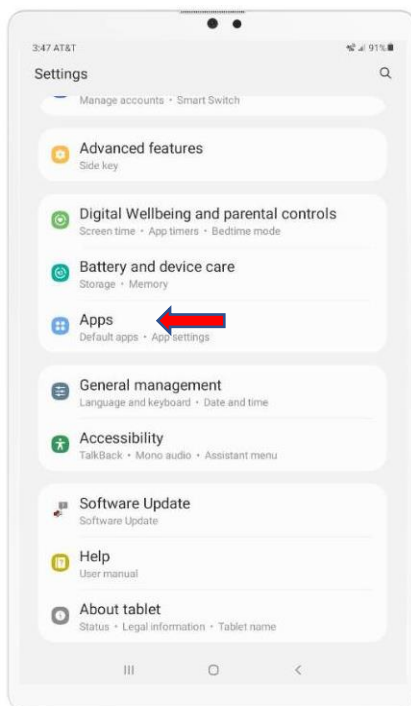 3:47 AT&T 91%
Settings
Manage accounts • Smart Switch
Advanced features
Side key
Digital Wellbeing and parental controls
Screen time • App timers • Bedtime mode
Battery and device care
Storage • Memory
Apps
Default apps • App settings
General management
Language and keyboard • Date and time
Accessibility
TalkBack • Mono audio • Assistant menu
Software Update
Software Update
Help
User manual
About tablet
Status • Legal information • Tablet name